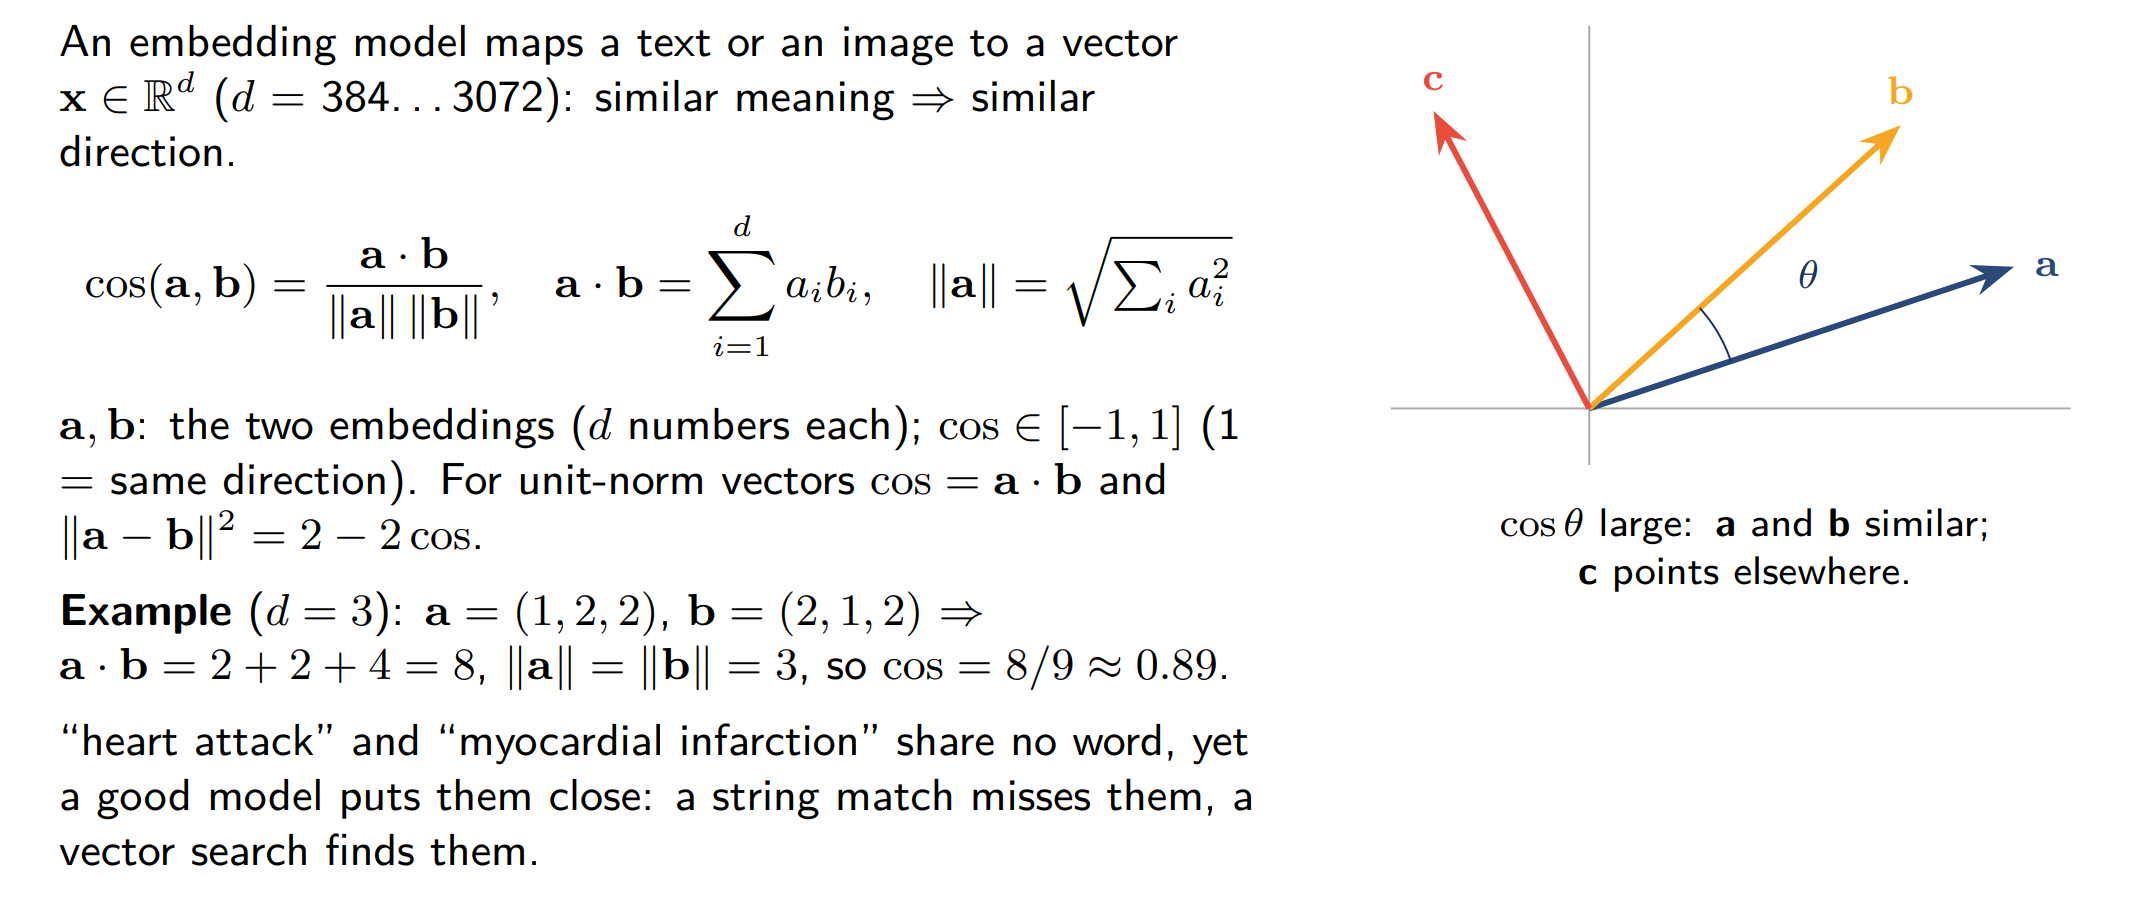 An embedding model maps a text or an image to a vector
x ∈ ℝ^d (d = 384. . . 3072): similar meaning ⇒ similar
direction.
cos(a, b) = a · b / ‖a‖ ‖b‖, a · b = ∑_{i=1}^{d} a_i b_i, ‖a‖ = √(∑_i a_i^2)
a, b: the two embeddings (d numbers each); cos ∈ [−1, 1] (1
= same direction). For unit-norm vectors cos = a · b and
‖a − b‖^2 = 2 − 2 cos.
Example (d = 3): a = (1, 2, 2), b = (2, 1, 2) ⇒
a · b = 2 + 2 + 4 = 8, ‖a‖ = ‖b‖ = 3, so cos = 8/9 ≈ 0.89.
“heart attack” and “myocardial infarction” share no word, yet
a good model puts them close: a string match misses them, a
vector search finds them.
c
b
θ
a
cos θ large: a and b similar;
c points elsewhere.